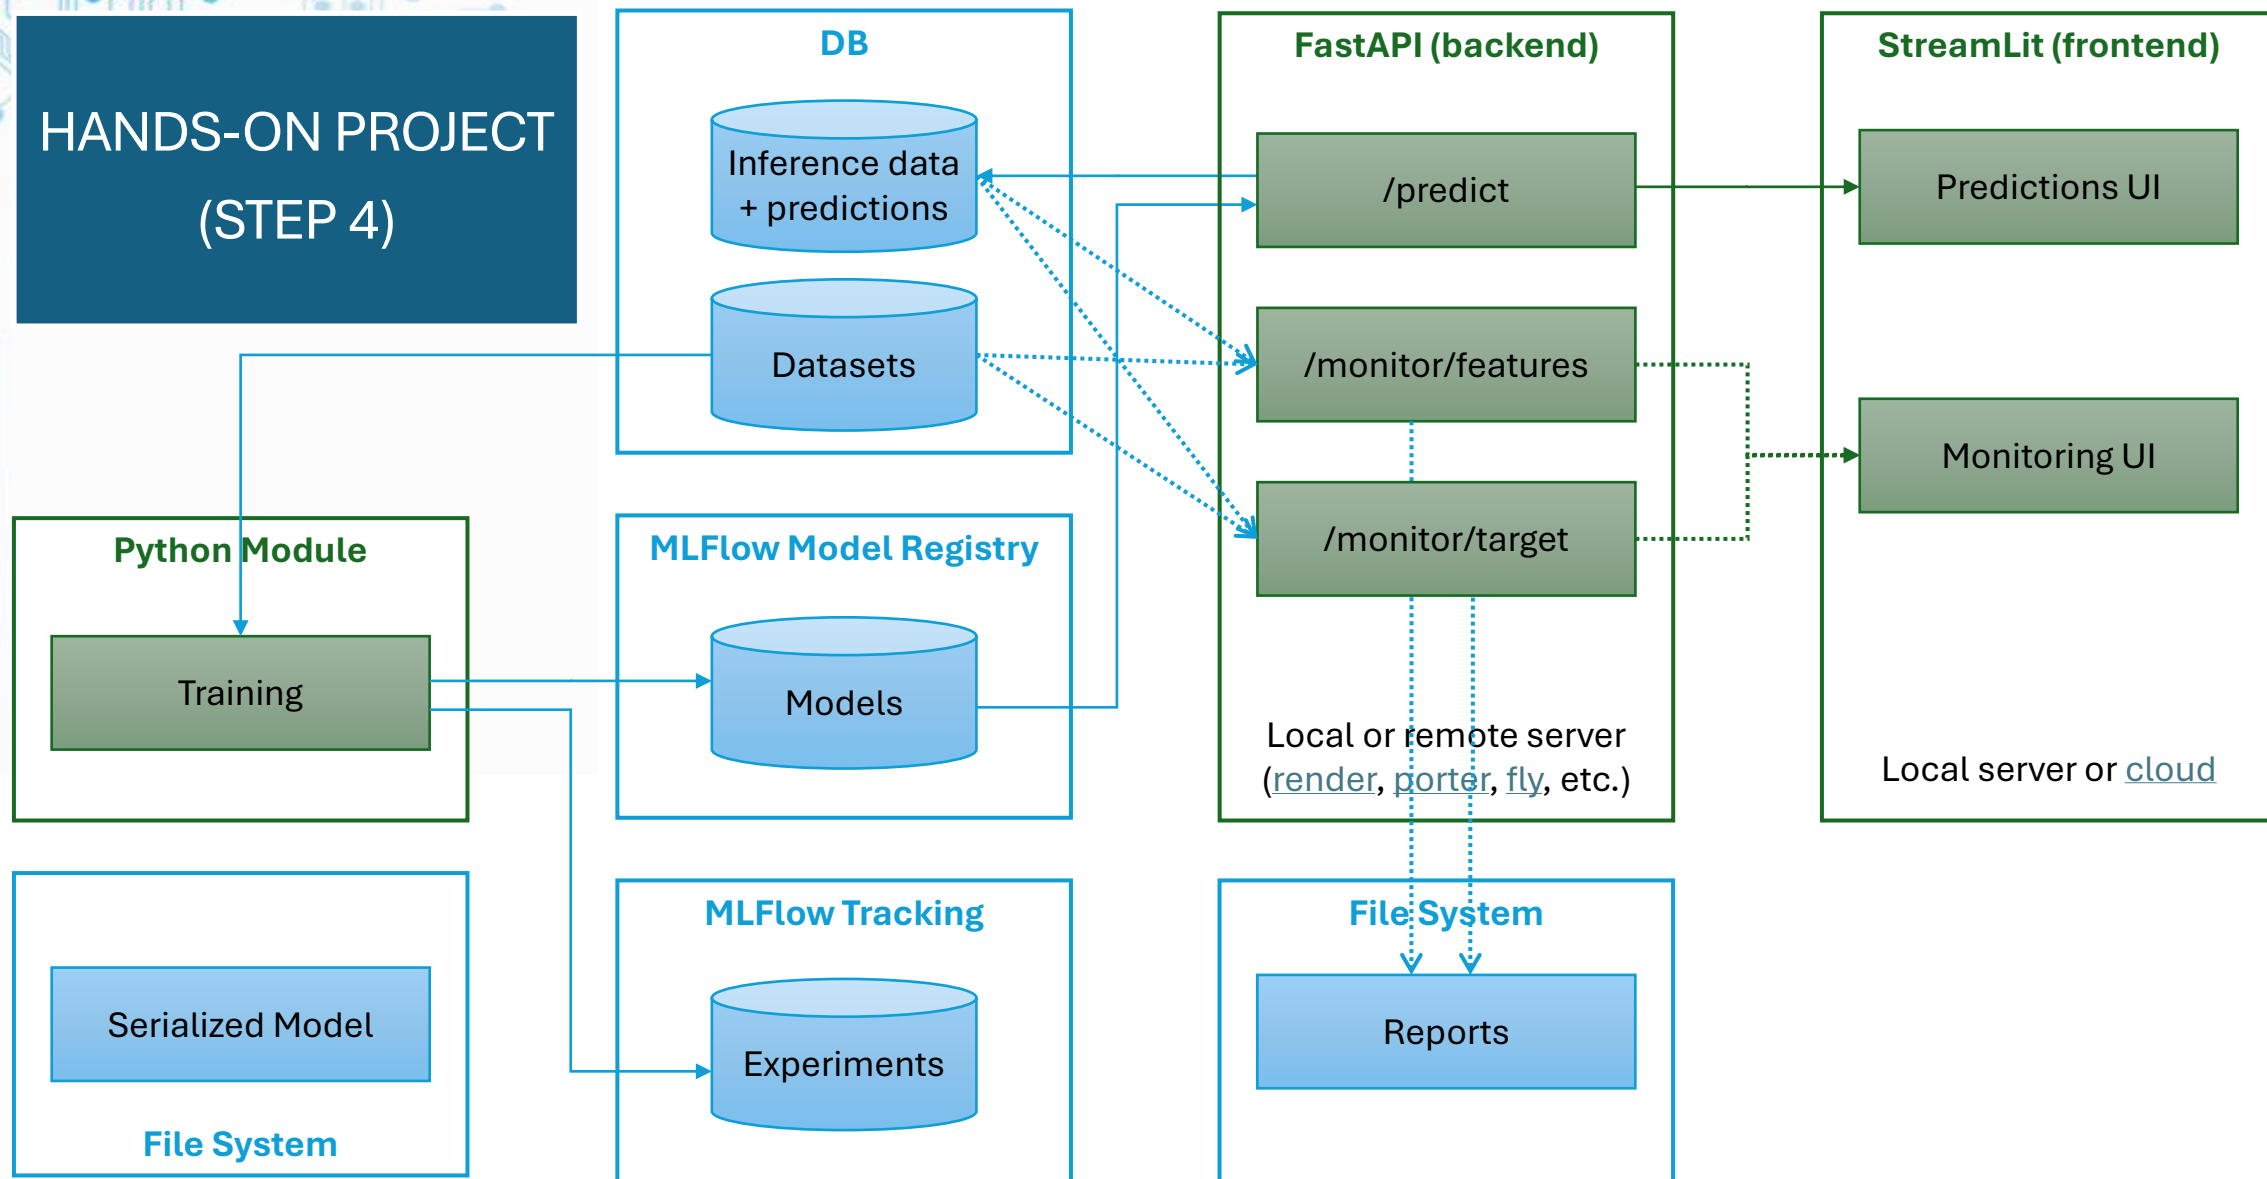 HANDS-ON PROJECT
(STEP 4)
DB
Inference data
+ predictions
Datasets
FastAPI (backend)
/predict
/monitor/features
/monitor/target
Local or remote server
(render, porter, fly, etc.)
StreamLit (frontend)
Predictions UI
Monitoring UI
Local server or cloud
Python Module
Training
MLFlow Model Registry
Models
Serialized Model
File System
MLFlow Tracking
Experiments
File System
Reports